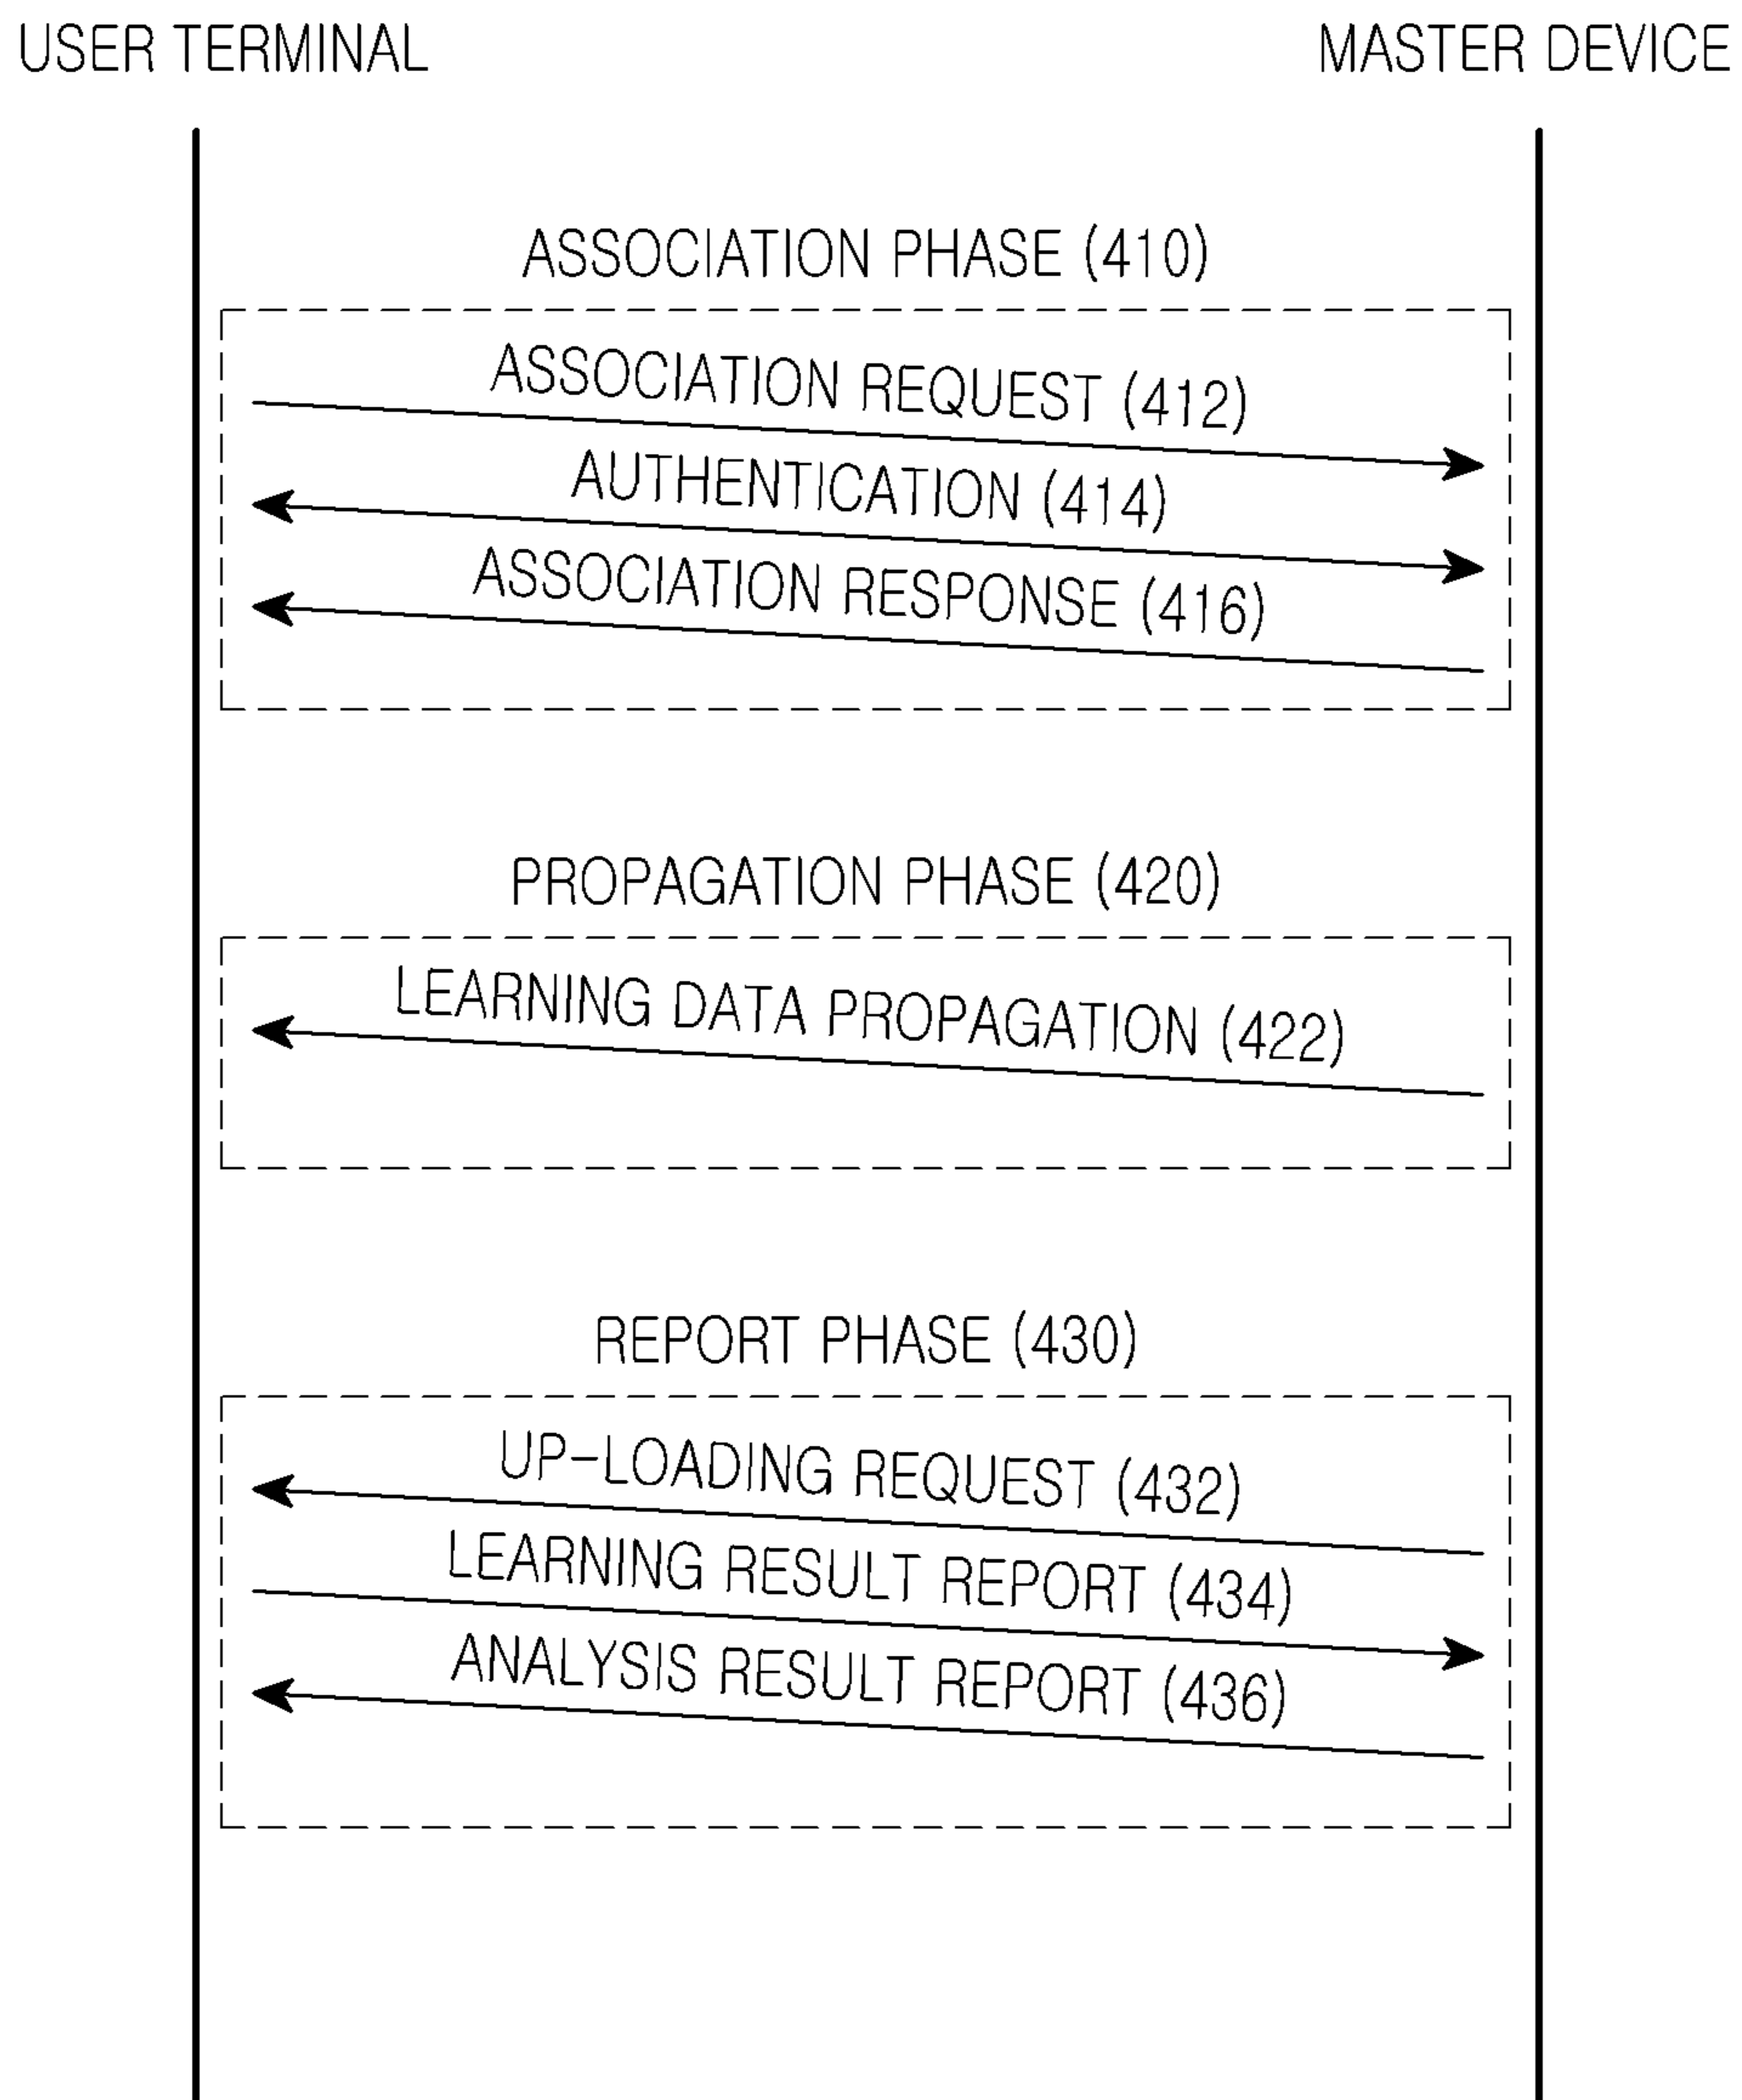 USER TERMINAL MASTER DEVICE
ASSOCIATION PHASE (410)
ASSOCIATION REQUEST (412)
AUTHENTICATION (414)
ASSOCIATION RESPONSE (416)
PROPAGATION PHASE (420)
LEARNING DATA PROPAGATION (422)
REPORT PHASE (430)
UP-LOADING REQUEST (432)
LEARNING RESULT REPORT (434)
ANALYSIS RESULT REPORT (436)